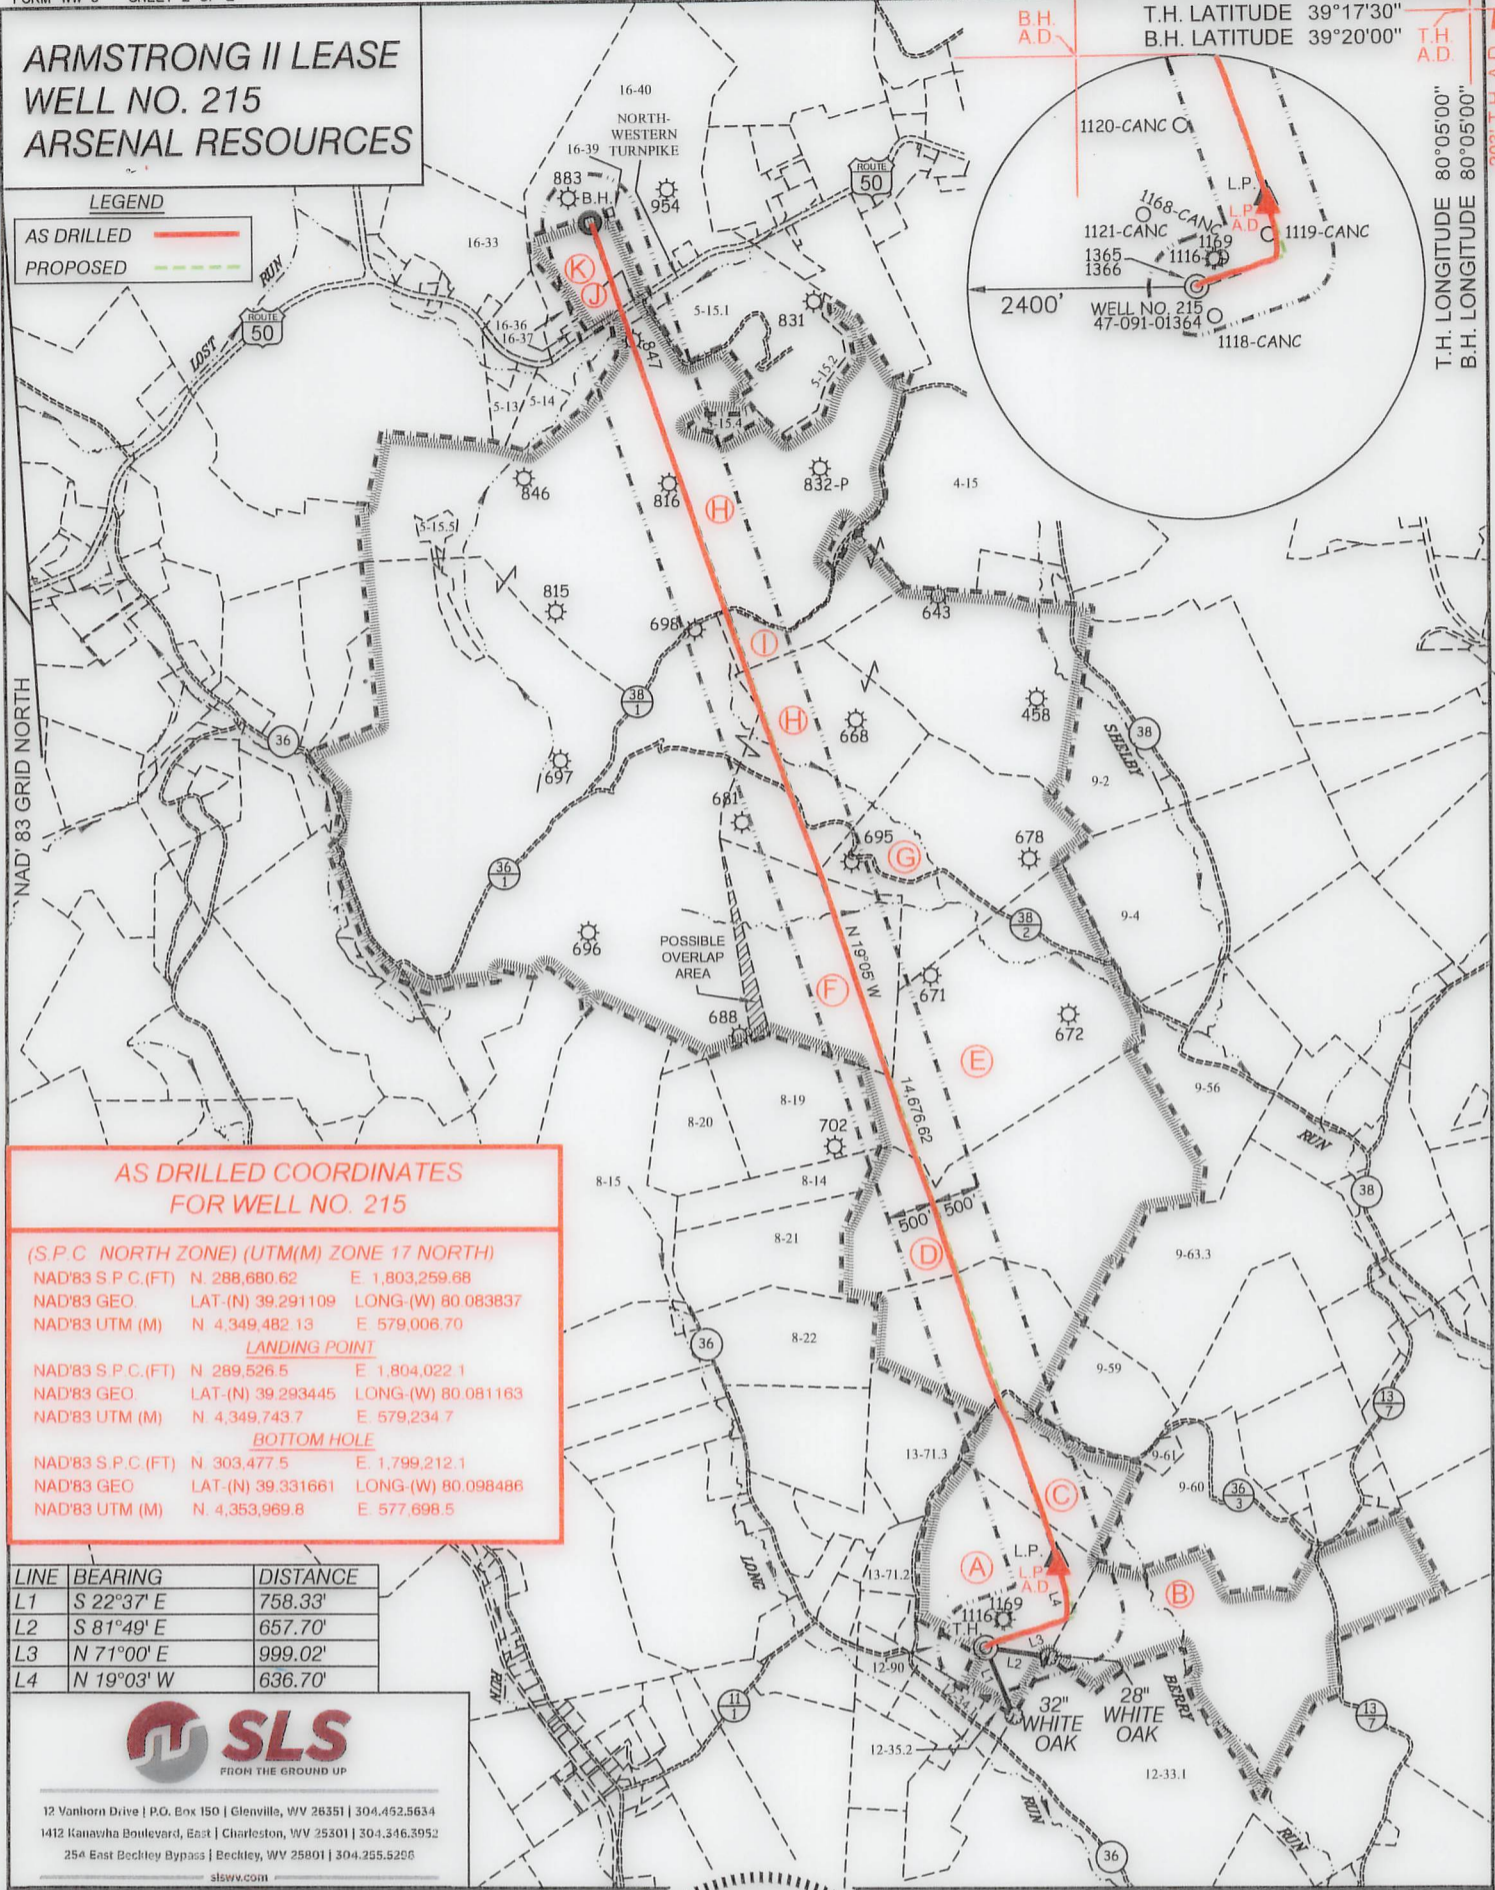 ARMSTRONG II LEASE
WELL NO. 215
ARSENAL RESOURCES
LEGEND
AS DRILLED
PROPOSED
B.H.
A.D.
T.H. LATITUDE 39°17'30"
B.H. LATITUDE 39°20'00"
T.H.
A.D.
T.H. LONGITUDE 80°05'00"
B.H. LONGITUDE 80°05'00"
1120-CANC
L.P.
L.P.
A.D.
1168-CANC
1121-CANC
1169
1119-CANC
1365
1366
1116
2400'
WELL NO. 215
47-091-01364
1118-CANC
16-40
NORTH-
WESTERN
TURNPIKE
16-39
883
B.H.
954
ROUTE
50
16-33
RUN
K
J
ROUTE
50
LOST
16-36
16-37
5-15.1
831
847
5-15.2
5-13
5-14
5-15.4
846
816
832-P
4-15
H
5-15.5
815
698
643
I
38
1
H
668
458
38
SHELBY
36
697
9-2
681
NAD' 83 GRID NORTH
695
G
678
36
1
9-4
38
2
696
POSSIBLE
OVERLAP
AREA
N 19°05' W
F
671
688
672
E
14,676.62
9-56
8-20
8-19
702
RUN
8-15
8-14
38
500'
500'
8-21
D
9-63.3
AS DRILLED COORDINATES
FOR WELL NO. 215
(S.P.C NORTH ZONE) (UTM(M) ZONE 17 NORTH)
NAD'83 S P C.(FT) N. 288,680.62 E. 1,803,259.68
NAD'83 GEO. LAT-(N) 39.291109 LONG-(W) 80.083837
NAD'83 UTM (M) N. 4,349,482.13 E. 579,006.70
LANDING POINT
NAD'83 S.P.C.(FT) N. 289,526.5 E 1,804,022.1
NAD'83 GEO. LAT-(N) 39.293445 LONG-(W) 80.081163
NAD'83 UTM (M) N. 4,349,743.7 E. 579,234.7
BOTTOM HOLE
NAD'83 S.P.C.(FT) N. 303,477.5 E. 1,799,212.1
NAD'83 GEO LAT-(N) 39.331661 LONG-(W) 80.098486
NAD'83 UTM (M) N. 4,353,969.8 E. 577,698.5
36
8-22
9-59
13
7
13-71.3
9-61
9-60
36
3
C
L.P.
L.P.
A.D
A
B
13-71.2
L4
LONG
1169
1116
T.H.
L3
L2
L1
12-90
32"
WHITE
OAK
28"
WHITE
OAK
BERRY
11
1
RUN
13
7
12-35.2
12-33.1
RUN
RUN
36
LINE BEARING DISTANCE
L1 S 22°37' E 758.33'
L2 S 81°49' E 657.70'
L3 N 71°00' E 999.02'
L4 N 19°03' W 636.70'
SLS
FROM THE GROUND UP
12 Vanhorn Drive | P.O. Box 150 | Glenville, WV 26351 | 304.462.5634
1412 Kanawha Boulevard, East | Charleston, WV 25301 | 304.346.3952
254 East Beckley Bypass | Beckley, WV 25801 | 304.255.5296
slswv.com